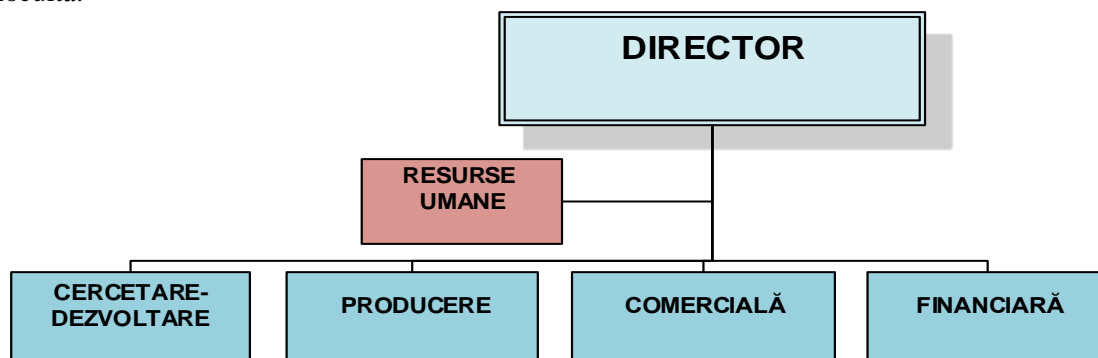 DIRECTOR
RESURSE
UMANE
CERCETARE-
DEZVOLTARE
PRODUCERE
COMERCIALĂ
FINANCIARĂ